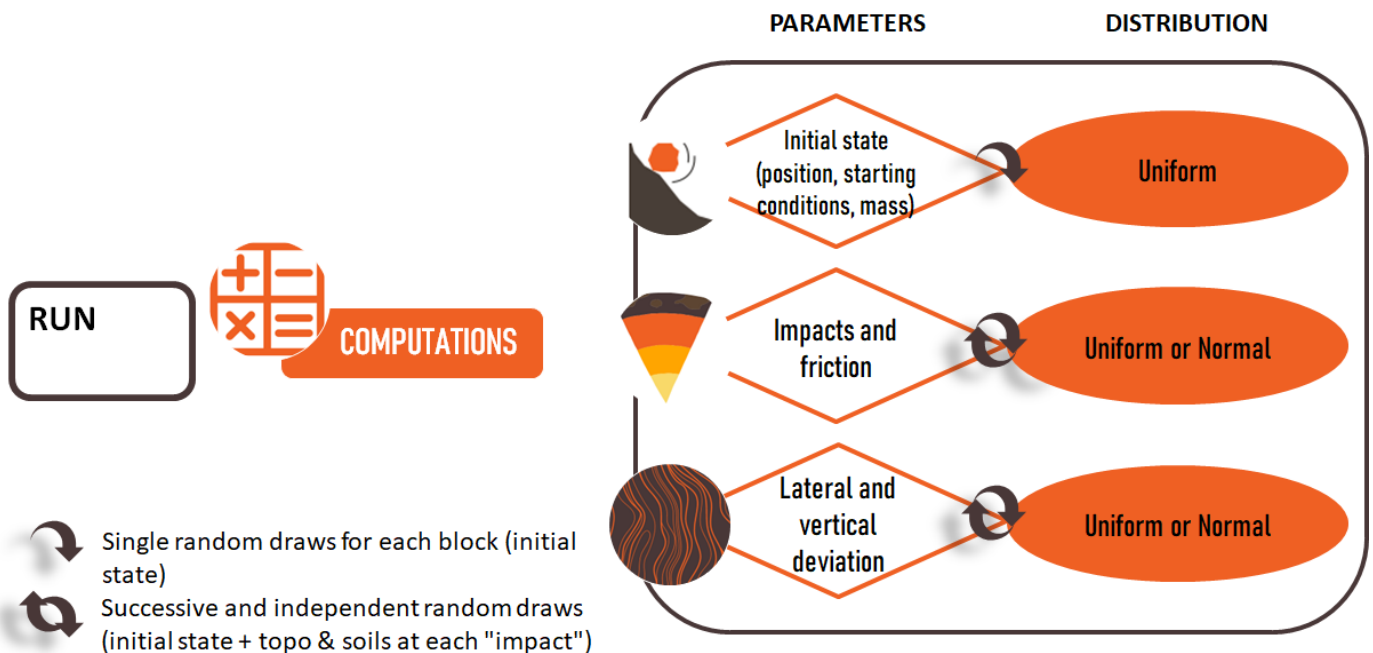 PARAMETERS
DISTRIBUTION
Initial state
(position, starting
conditions, mass)
Uniform
RUN
COMPUTATIONS
Impacts and
friction
Uniform or Normal
Lateral and
vertical
deviation
Uniform or Normal
Single random draws for each block (initial
state)
Successive and independent random draws
(initial state + topo & soils at each "impact")